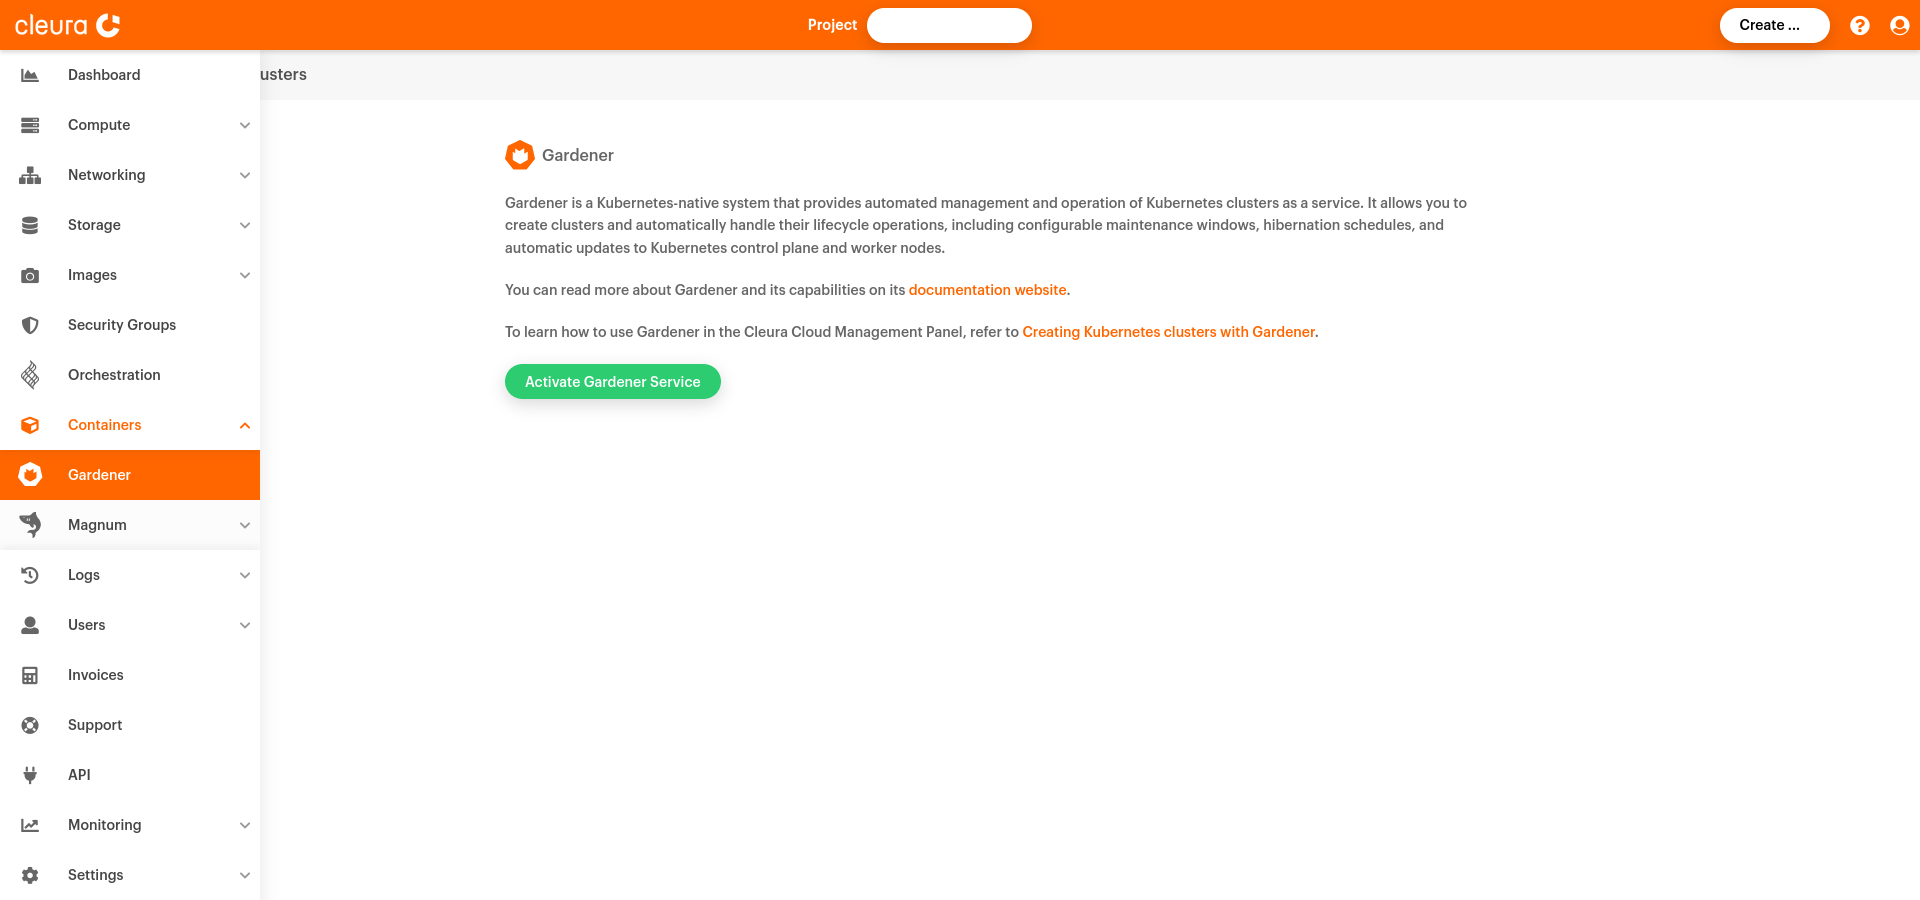 cleura
Project
Create ...
Dashboard
Compute
Networking
Storage
Images
Security Groups
Orchestration
Containers
Gardener
Magnum
Logs
Users
Invoices
Support
API
Monitoring
Settings
usters
Gardener
Gardener is a Kubernetes-native system that provides automated management and operation of Kubernetes clusters as a service. It allows you to
create clusters and automatically handle their lifecycle operations, including configurable maintenance windows, hibernation schedules, and
automatic updates to Kubernetes control plane and worker nodes.
You can read more about Gardener and its capabilities on its documentation website.
To learn how to use Gardener in the Cleura Cloud Management Panel, refer to Creating Kubernetes clusters with Gardener.
Activate Gardener Service